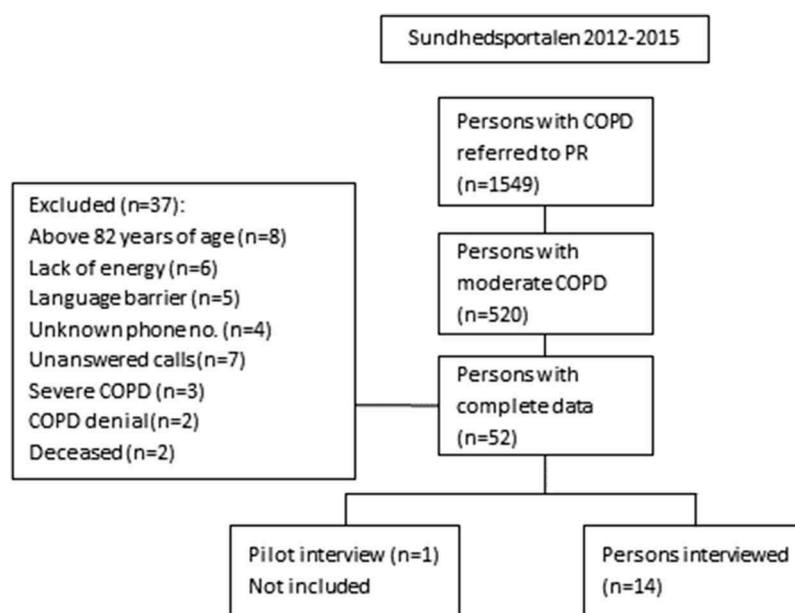 Sundhedsportalen 2012-2015
Persons with COPD
referred to PR
(n=1549)
Excluded (n=37):
Above 82 years of age (n=8)
Lack of energy (n=6)
Language barrier (n=5)
Unknown phone no. (n=4)
Unanswered calls (n=7)
Severe COPD (n=3)
COPD denial (n=2)
Deceased (n=2)
Persons with
moderate COPD
(n=520)
Persons with
complete data
(n=52)
Pilot interview (n=1)
Not included
Persons interviewed
(n=14)